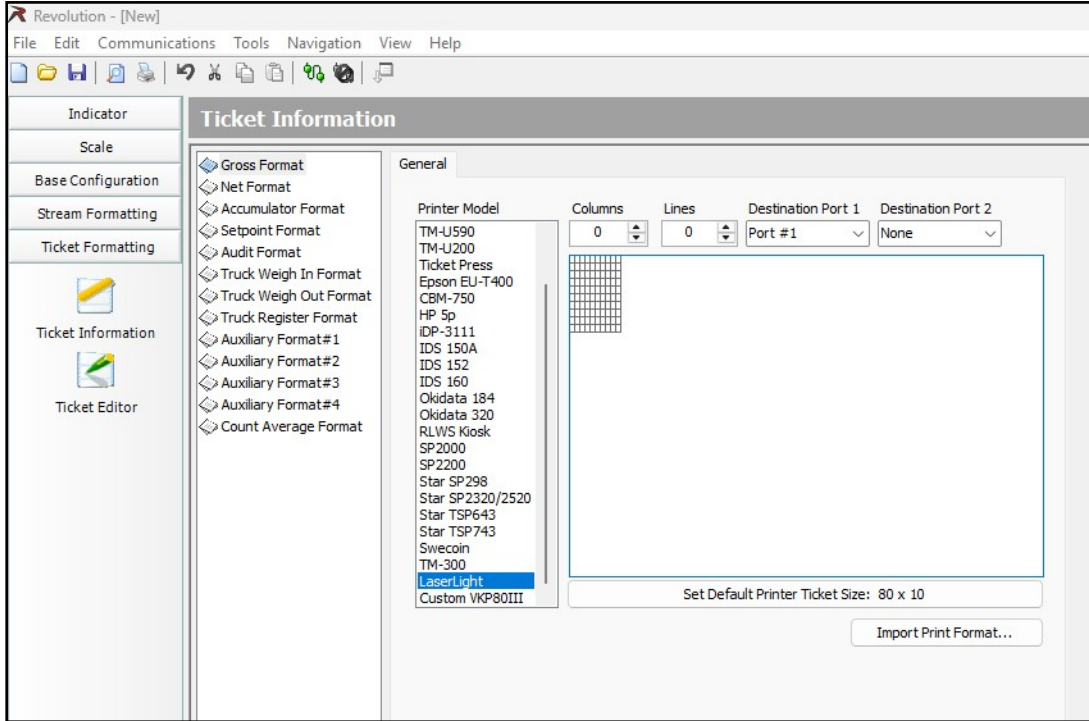 Revolution - [New]
File Edit Communications Tools Navigation View Help
Indicator
Scale
Base Configuration
Stream Formatting
Ticket Formatting
Ticket Information
Ticket Editor
Ticket Information
Gross Format
Net Format
Accumulator Format
Setpoint Format
Audit Format
Truck Weigh In Format
Truck Weigh Out Format
Truck Register Format
Auxiliary Format#1
Auxiliary Format#2
Auxiliary Format#3
Auxiliary Format#4
Count Average Format
General
Printer Model
TM-U590
TM-U200
Ticket Press
Epson EU-T400
CBM-750
HP 5p
iDP-3111
IDS 150A
IDS 152
IDS 160
Okidata 184
Okidata 320
RLWS Kiosk
SP2000
SP2200
Star SP298
Star SP2320/2520
Star TSP643
Star TSP743
Swecoin
TM-300
LaserLight
Custom VKP80III
Columns Lines Destination Port 1 Destination Port 2
0 0 Port #1 None
Set Default Printer Ticket Size: 80 x 10
Import Print Format...